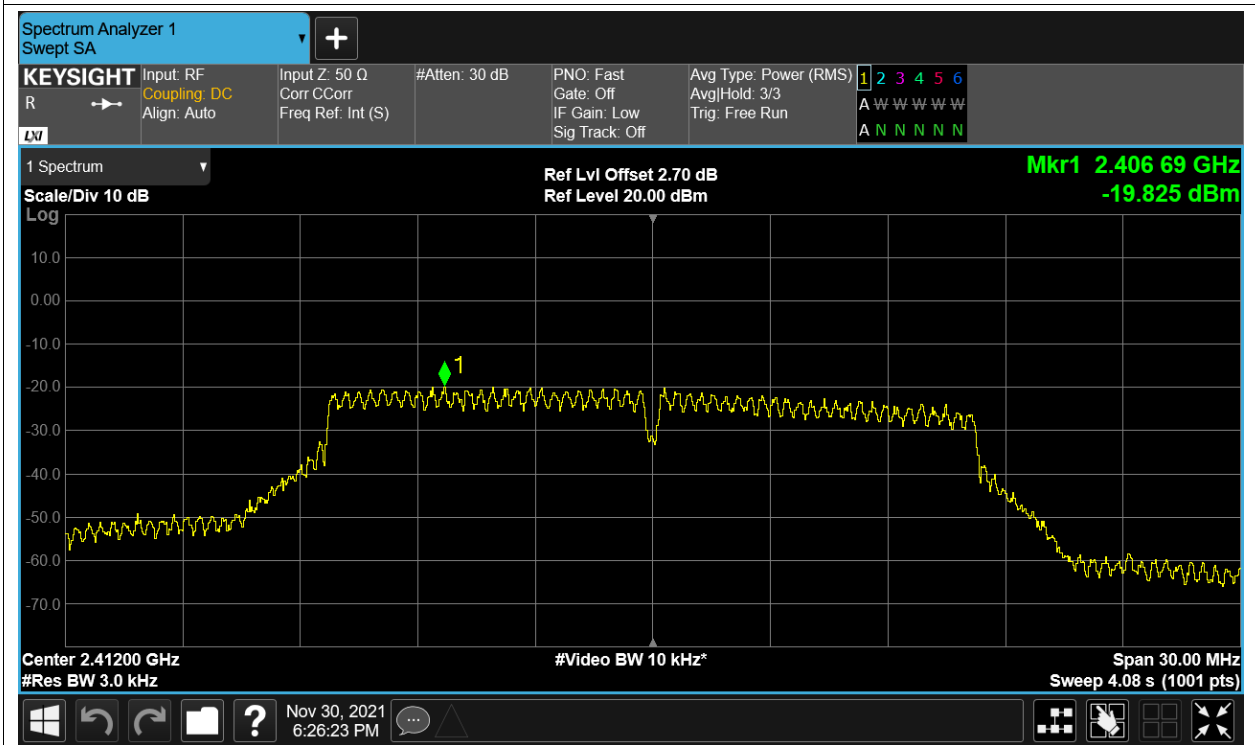 Spectrum Analyzer 1
Swept SA
+
KEYSIGHT
R
LXI
Input: RF
Coupling: DC
Align: Auto
Input Z: 50 Ω
Corr CCorr
Freq Ref: Int (S)
#Atten: 30 dB
PNO: Fast
Gate: Off
IF Gain: Low
Sig Track: Off
Avg Type: Power (RMS)
Avg|Hold: 3/3
Trig: Free Run
1 2 3 4 5 6
A W W W W W
A N N N N N
1 Spectrum
Scale/Div 10 dB
Log
Ref Lvl Offset 2.70 dB
Ref Level 20.00 dBm
Mkr1 2.406 69 GHz
-19.825 dBm
10.0
0.00
-10.0
1
-20.0
-30.0
-40.0
-50.0
-60.0
-70.0
Center 2.41200 GHz
#Res BW 3.0 kHz
#Video BW 10 kHz*
Span 30.00 MHz
Sweep 4.08 s (1001 pts)
?
Nov 30, 2021
6:26:23 PM